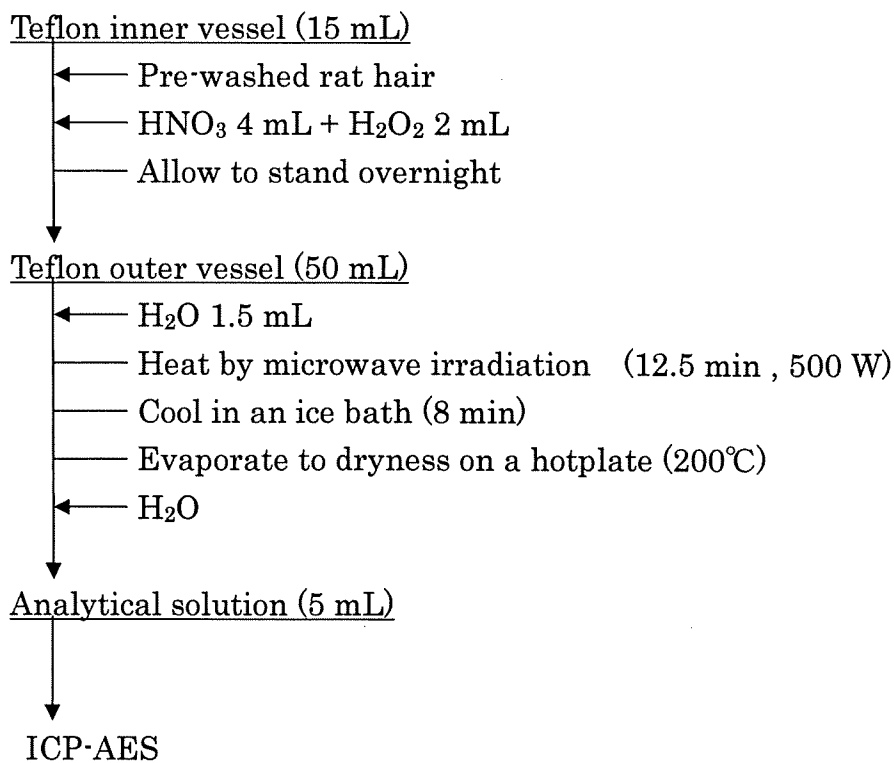 Teflon inner vessel (15 mL)
Pre-washed rat hair
HNO₃ 4 mL + H₂O₂ 2 mL
Allow to stand overnight
Teflon outer vessel (50 mL)
H₂O 1.5 mL
Heat by microwave irradiation (12.5 min , 500 W)
Cool in an ice bath (8 min)
Evaporate to dryness on a hotplate (200℃)
H₂O
Analytical solution (5 mL)
ICP-AES